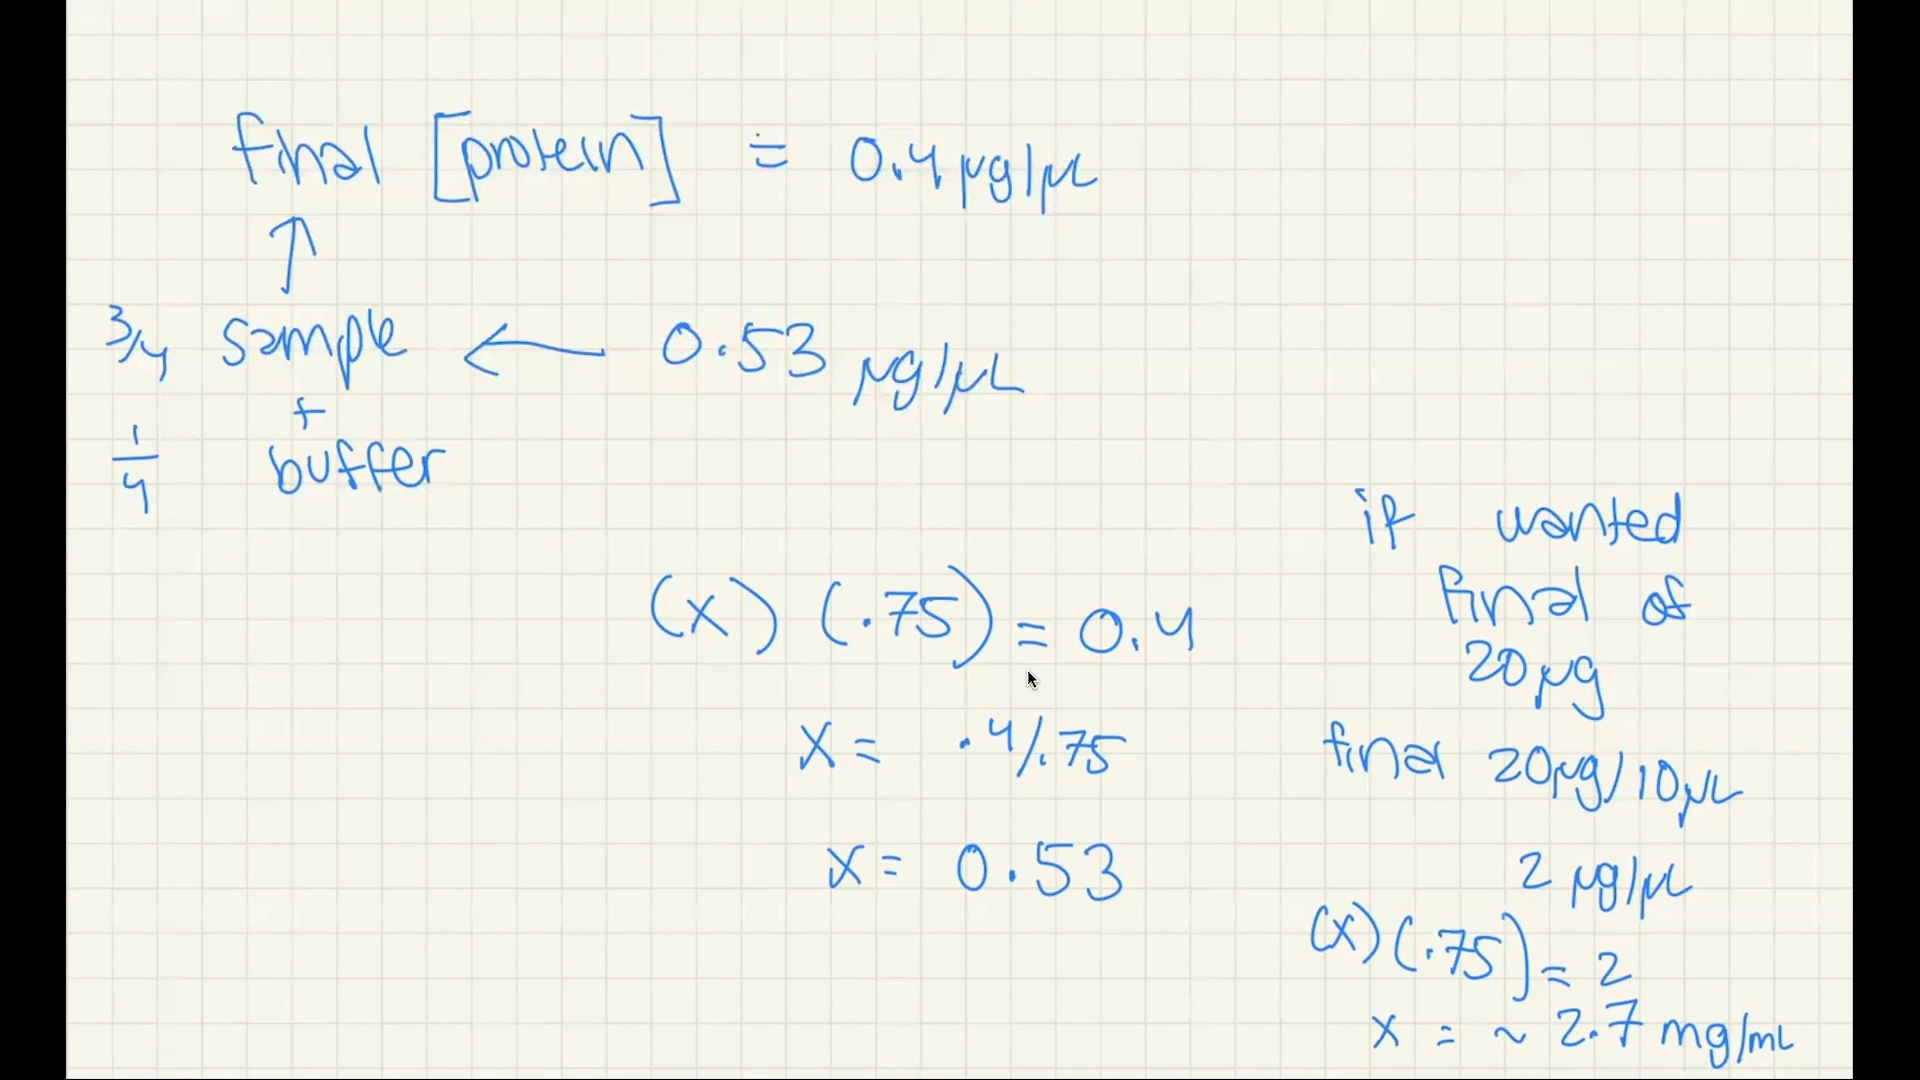 final [protein] = 0.4 µg/µL
↑
3/4 sample ← 0.53 µg/µL
+
1/4 buffer
(x) (.75) = 0.4
x = .4/.75
x = 0.53
if wanted
final of
20µg
final 20µg/10µL
2 µg/µL
(x)(.75) = 2
x = ~ 2.7 mg/mL